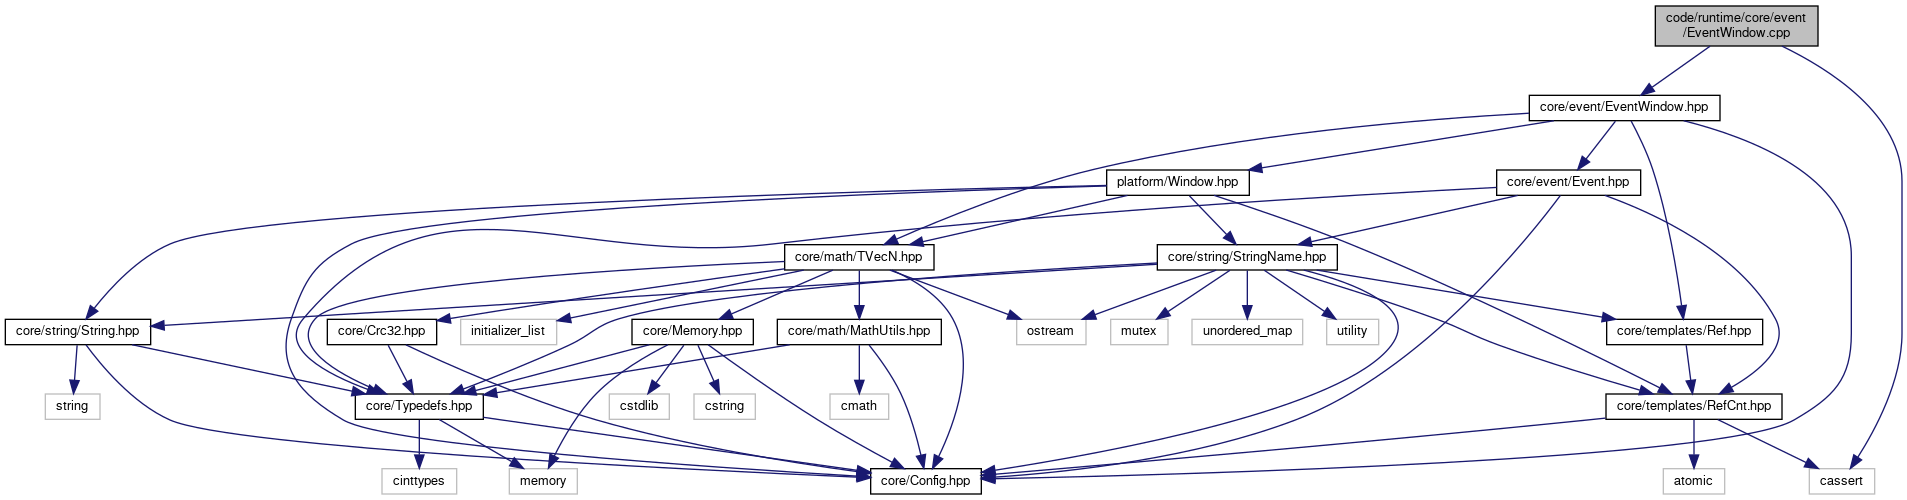 code/runtime/core/event
/EventWindow.cpp
core/event/EventWindow.hpp
platform/Window.hpp
core/event/Event.hpp
core/math/TVecN.hpp
core/string/StringName.hpp
core/string/String.hpp
core/Crc32.hpp
initializer_list
core/Memory.hpp
core/math/MathUtils.hpp
ostream
mutex
unordered_map
utility
core/templates/Ref.hpp
string
core/Typedefs.hpp
cstdlib
cstring
cmath
core/templates/RefCnt.hpp
cinttypes
memory
core/Config.hpp
atomic
cassert